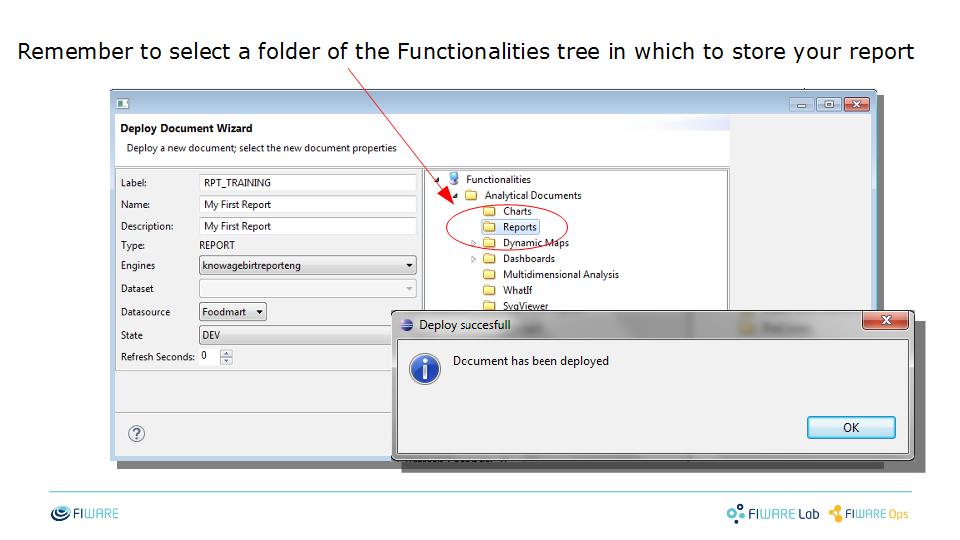 Remember to select a folder of the Functionalities tree in which to store your report
Deploy Document Wizard
Deploy a new document; select the new document properties
Label: RPT_TRAINING
Name: My First Report
Description: My First Report
Type: REPORT
Engines knowagebirtreporteng
Dataset
Datasource Foodmart
State DEV
Refresh Seconds: 0
Functionalities
Analytical Documents
Charts
Reports
Dynamic Maps
Dashboards
Multidimensional Analysis
WhatIf
SvgViewer
Deploy succesfull
Document has been deployed
OK
FIWARE
FIWARE Lab
FIWARE Ops